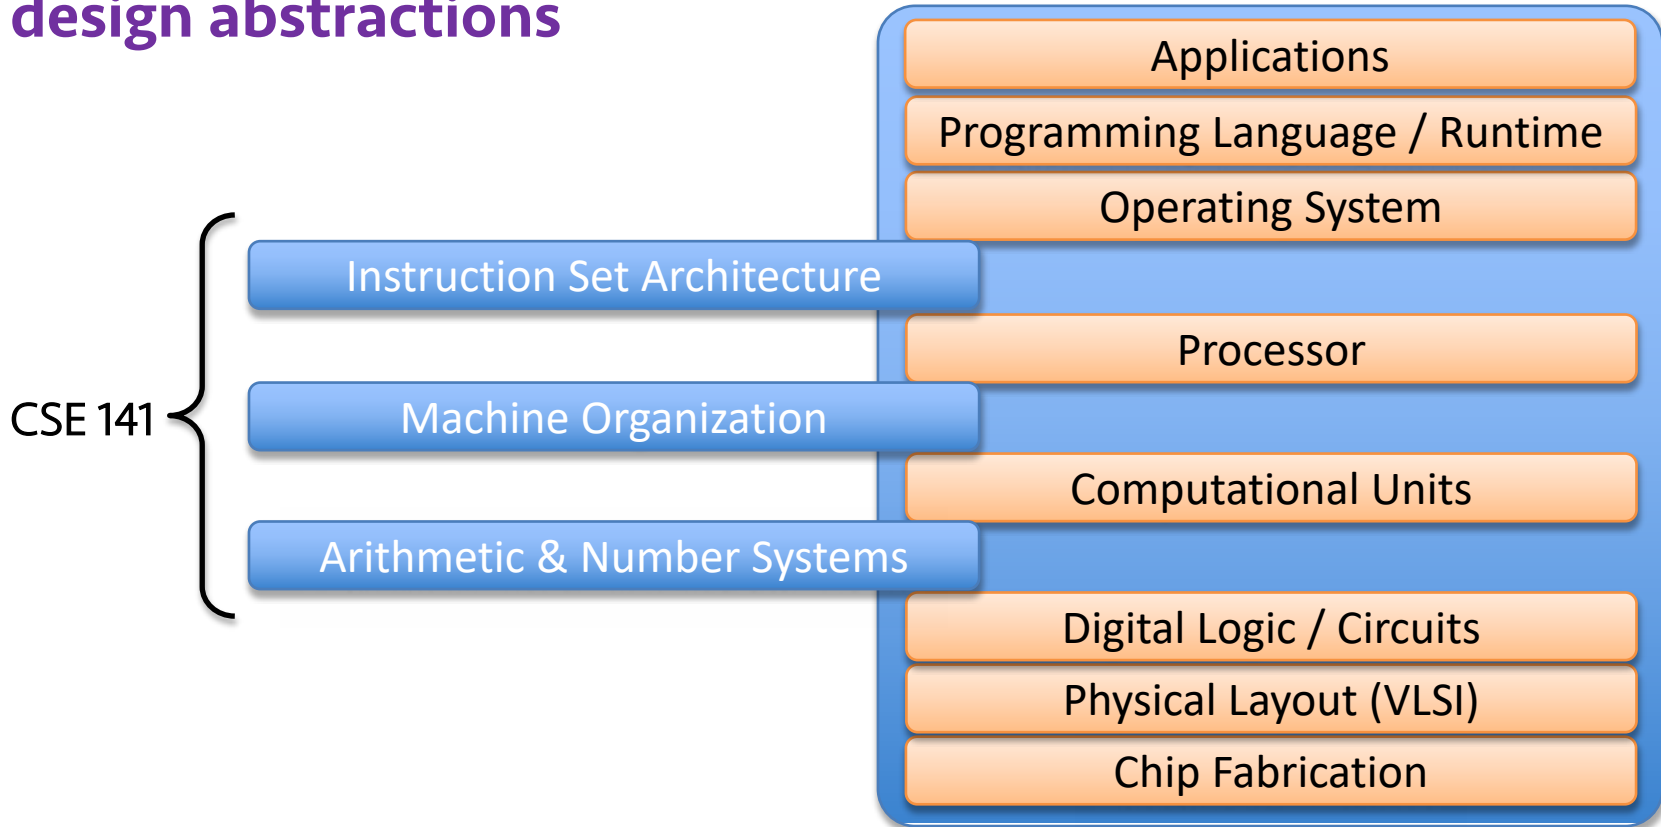 design abstractions
Applications
Programming Language / Runtime
Operating System
Instruction Set Architecture
Processor
CSE 141
Machine Organization
Computational Units
Arithmetic & Number Systems
Digital Logic / Circuits
Physical Layout (VLSI)
Chip Fabrication